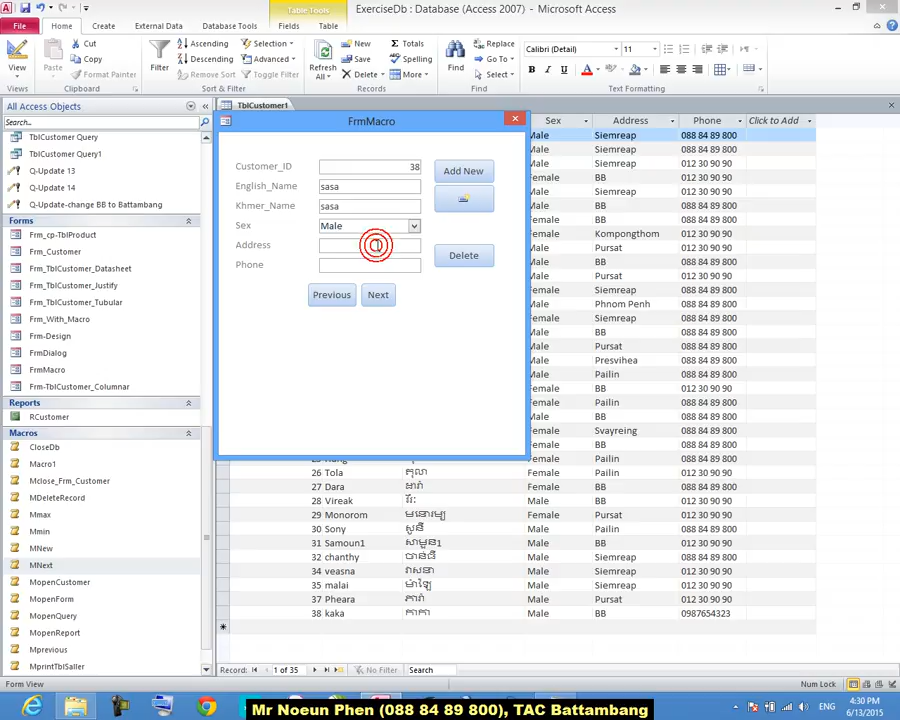 Table Tools
ExerciseDb : Database (Access 2007) - Microsoft Access
File Home Create External Data Database Tools Fields Table
View Paste Cut Copy Format Painter Filter Ascending Descending Remove Sort Selection Advanced Toggle Filter Refresh All New Save Delete Totals Spelling More Find Replace Go To Select Calibri (Detail) 11
B I U A
Views Clipboard Sort & Filter Records Find Text Formatting
All Access Objects
Search...
TblCustomer Query
TblCustomer Query1
Q-Update 13
Q-Update 14
Q-Update-change BB to Battambang
Forms
Frm_cp-TblProduct
Frm_Customer
Frm_TblCustomer_Datasheet
Frm_TblCustomer_Justify
Frm_TblCustomer_Tubular
Frm_With_Macro
Frm-Design
FrmDialog
FrmMacro
Frm-TblCustomer_Columnar
Reports
RCustomer
Macros
CloseDb
Macro1
Mclose_Frm_Customer
MDeleteRecord
Mmax
Mmin
MNew
MNext
MopenCustomer
MopenForm
MopenQuery
MopenReport
Mprevious
MprintTblSaller
TblCustomer1
FrmMacro
Customer_ID 38
English_Name sasa
Khmer_Name sasa
Sex Male
Address
Phone
Add New
Delete
Previous Next
Sex Address Phone Click to Add
Male Siemreap 088 84 89 800
Male Siemreap 088 84 89 800
Male BB 012 30 90 90
Female BB 012 30 90 90
Male BB 088 84 89 800
Female Siemreap 088 84 89 800
Female BB 012 30 90 90
Female Kompongthom 012 30 90 90
Male Pursat 088 84 89 800
Female BB 012 30 90 90
Male Pursat 012 30 90 90
Female Siemreap 088 84 89 800
Male Phnom Penh 088 84 89 800
Female Siemreap 088 84 89 800
Male BB 088 84 89 800
Male Pursat 088 84 89 800
Male Presvihea 088 84 89 800
Male Pailin 088 84 89 800
Female BB 012 30 90 90
Female Pailin 088 84 89 800
Male BB 088 84 89 800
Female Svayreing 088 84 89 800
Female BB 088 84 89 800
Female Pailin 088 84 89 800
26 Tola តុលា Female Pailin 012 30 90 90
27 Dara ដារ៉ា Female BB 088 84 89 800
28 Vireak វីរៈ Male BB 012 30 90 90
29 Monorom មនោរម្យ Female Pursat 012 30 90 90
30 Sony សូនី Male Pailin 088 84 89 800
31 Samoun1 សាមួន1 Male BB 012 30 90 90
32 chanthy ចាន់ធី Male Siemreap 088 84 89 800
34 veasna វាសនា Male Siemreap 012 30 90 90
35 malai ម៉ាឡៃ Male BB 088 84 89 800
37 Pheara ភារ៉ា Male Pursat 012 30 90 90
38 kaka កាកា Male BB 0987654323
Record: 1 of 35 No Filter Search
Form View Num Lock
ENG 4:30 PM
6/13/2015
Mr Noeun Phen (088 84 89 800), TAC Battambang